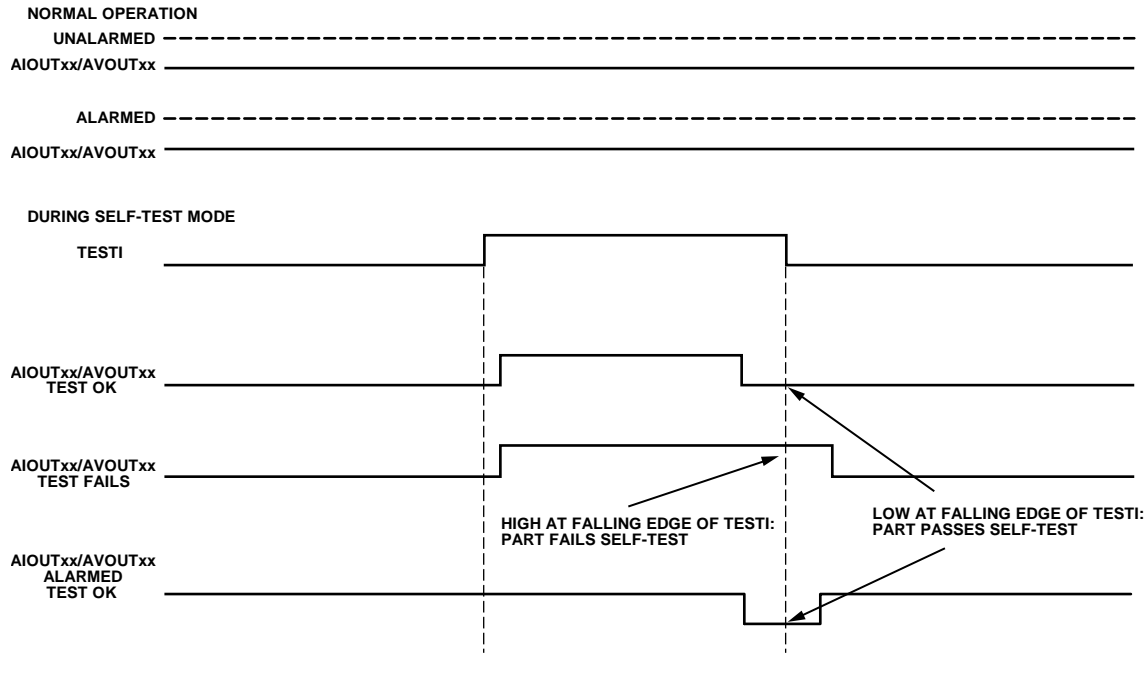 NORMAL OPERATION
UNALARMED
AIOUTxx/AVOUTxx
ALARMED
AIOUTxx/AVOUTxx
DURING SELF-TEST MODE
TESTI
AIOUTxx/AVOUTxx
TEST OK
AIOUTxx/AVOUTxx
TEST FAILS
HIGH AT FALLING EDGE OF TESTI:
PART FAILS SELF-TEST
LOW AT FALLING EDGE OF TESTI:
PART PASSES SELF-TEST
AIOUTxx/AVOUTxx
ALARMED
TEST OK